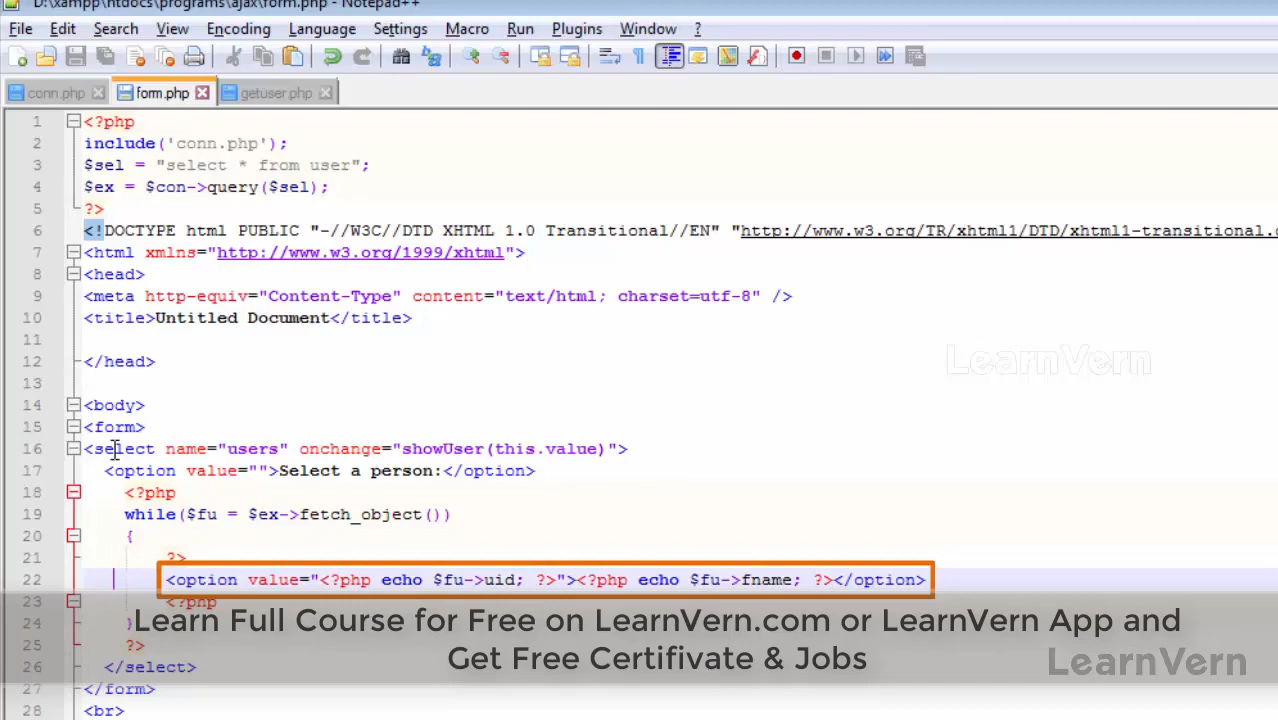 D:\xampp\htdocs\programs\ajax\form.php - Notepad++
File Edit Search View Encoding Language Settings Macro Run Plugins Window ?
conn.php form.php getuser.php
1 <?php
2 include('conn.php');
3 $sel = "select * from user";
4 $ex = $con->query($sel);
5 ?>
6 <!DOCTYPE html PUBLIC "-//W3C//DTD XHTML 1.0 Transitional//EN" "http://www.w3.org/TR/xhtml1/DTD/xhtml1-transitional.
7 <html xmlns="http://www.w3.org/1999/xhtml">
8 <head>
9 <meta http-equiv="Content-Type" content="text/html; charset=utf-8" />
10 <title>Untitled Document</title>
11
12 </head>
LearnVern
13
14 <body>
15 <form>
16 <select name="users" onchange="showUser(this.value)">
17 <option value="">Select a person:</option>
18 <?php
19 while($fu = $ex->fetch_object())
20 {
21 ?>
22 <option value="<?php echo $fu->uid; ?>"><?php echo $fu->fname; ?></option>
23 <?php
24 }
25 ?>
26 </select>
27 </form>
28 <br>
Learn Full Course for Free on LearnVern.com or LearnVern App and
Get Free Certifivate & Jobs
LearnVern